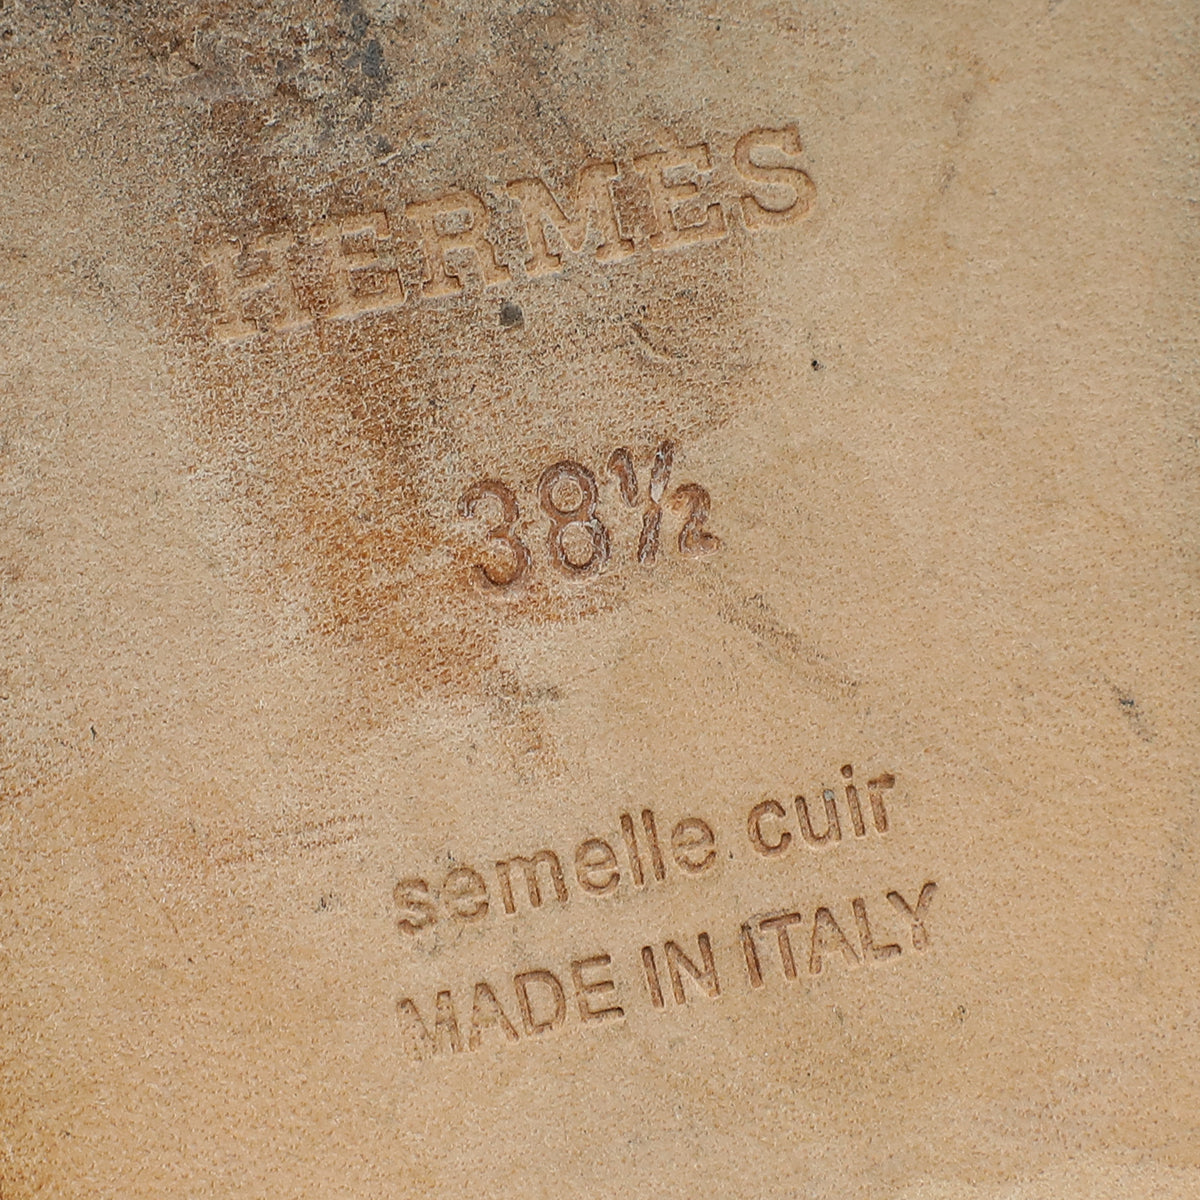 HERMES
38½
semelle cuir
MADE IN ITALY